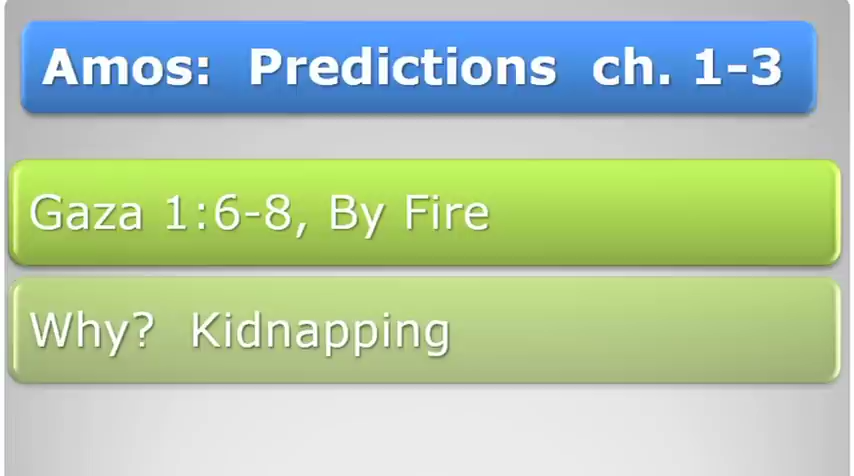 Amos:  Predictions  ch. 1-3
Gaza 1:6-8, By Fire
Why?  Kidnapping